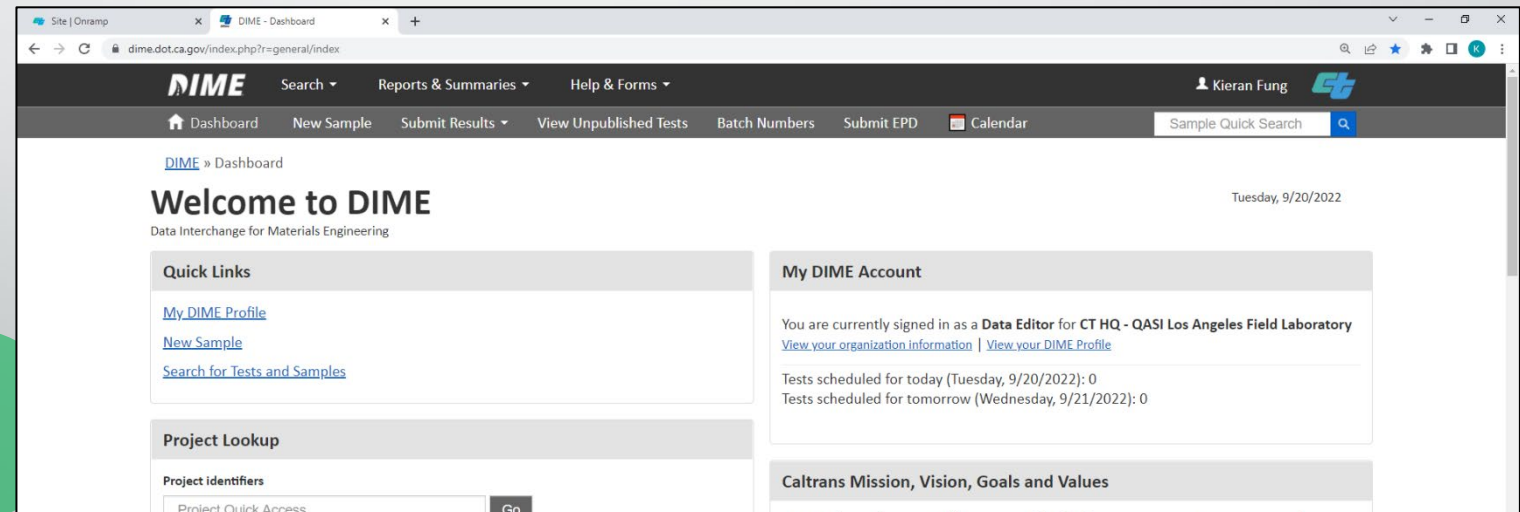 Site | Onramp
DIME - Dashboard
dime.dot.ca.gov/index.php?r=general/index
K
DIME Search Reports & Summaries Help & Forms Kieran Fung
Dashboard New Sample Submit Results View Unpublished Tests Batch Numbers Submit EPD Calendar Sample Quick Search
DIME » Dashboard
Welcome to DIME
Tuesday, 9/20/2022
Data Interchange for Materials Engineering
Quick Links
My DIME Profile
New Sample
Search for Tests and Samples
My DIME Account
You are currently signed in as a Data Editor for CT HQ - QASI Los Angeles Field Laboratory
View your organization information | View your DIME Profile
Tests scheduled for today (Tuesday, 9/20/2022): 0
Tests scheduled for tomorrow (Wednesday, 9/21/2022): 0
Project Lookup
Project identifiers
Project Quick Access Go
Caltrans Mission, Vision, Goals and Values